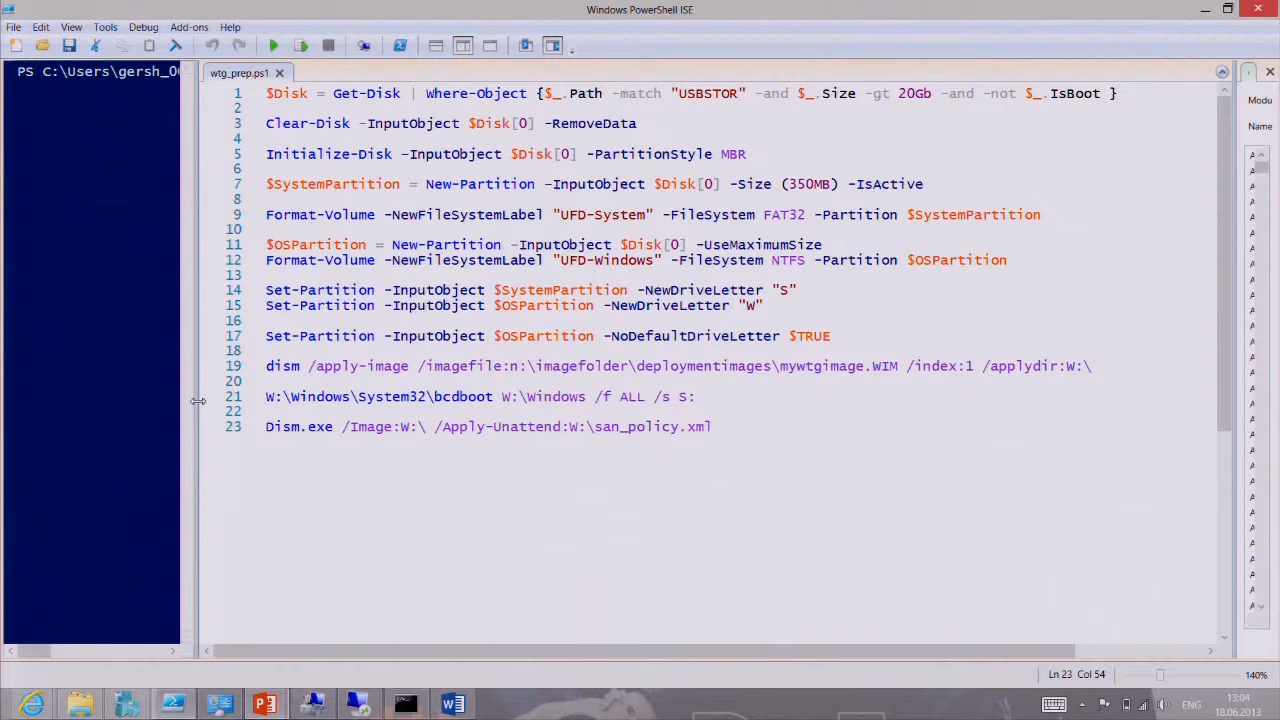 Windows PowerShell ISE
File Edit View Tools Debug Add-ons Help
PS C:\Users\gersh_0
wtg_prep.ps1
1 $Disk = Get-Disk | Where-Object {$_.Path -match "USBSTOR" -and $_.Size -gt 20Gb -and -not $_.IsBoot }
2
3 Clear-Disk -InputObject $Disk[0] -RemoveData
4
5 Initialize-Disk -InputObject $Disk[0] -PartitionStyle MBR
6
7 $SystemPartition = New-Partition -InputObject $Disk[0] -Size (350MB) -IsActive
8
9 Format-Volume -NewFileSystemLabel "UFD-System" -FileSystem FAT32 -Partition $SystemPartition
10
11 $OSPartition = New-Partition -InputObject $Disk[0] -UseMaximumSize
12 Format-Volume -NewFileSystemLabel "UFD-Windows" -FileSystem NTFS -Partition $OSPartition
13
14 Set-Partition -InputObject $SystemPartition -NewDriveLetter "S"
15 Set-Partition -InputObject $OSPartition -NewDriveLetter "W"
16
17 Set-Partition -InputObject $OSPartition -NoDefaultDriveLetter $TRUE
18
19 dism /apply-image /imagefile:n:\imagefolder\deploymentimages\mywtgimage.WIM /index:1 /applydir:W:\
20
21 W:\Windows\System32\bcdboot W:\Windows /f ALL /s S:
22
23 Dism.exe /Image:W:\ /Apply-Unattend:W:\san_policy.xml
Modu
Name
Ln 23 Col 54 140%
ENG
13:04
18.06.2013